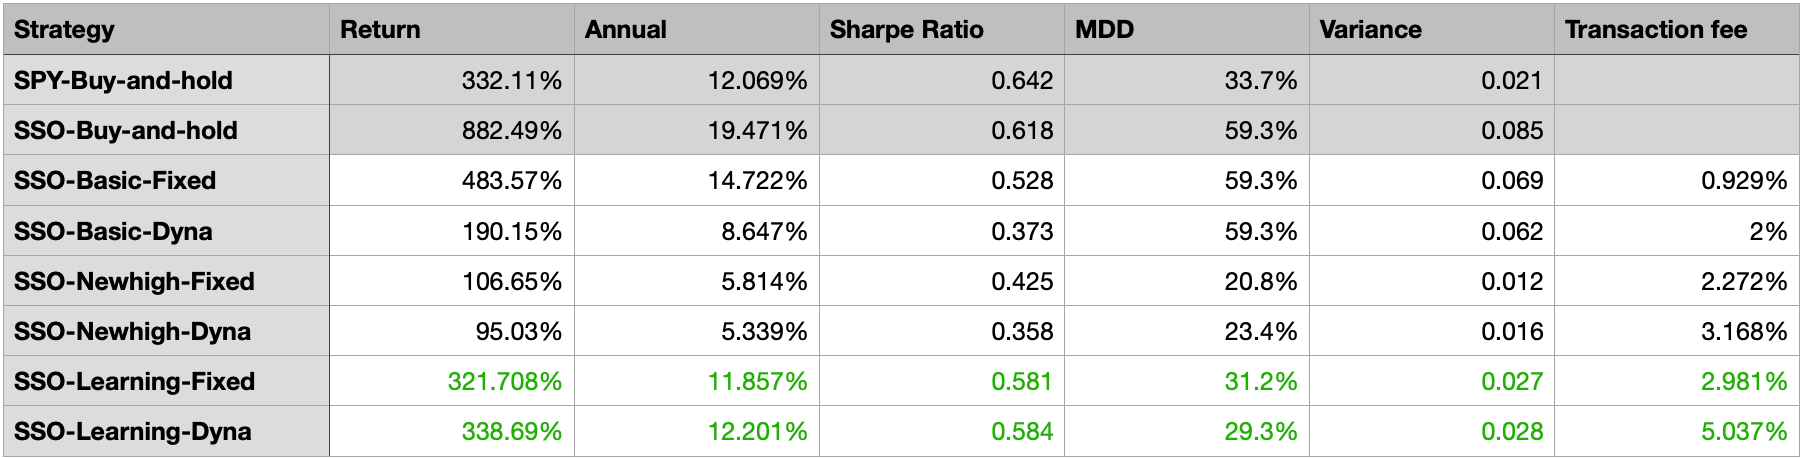 Strategy Return Annual Sharpe Ratio MDD Variance Transaction fee
SPY-Buy-and-hold 332.11% 12.069% 0.642 33.7% 0.021
SSO-Buy-and-hold 882.49% 19.471% 0.618 59.3% 0.085
SSO-Basic-Fixed 483.57% 14.722% 0.528 59.3% 0.069 0.929%
SSO-Basic-Dyna 190.15% 8.647% 0.373 59.3% 0.062 2%
SSO-Newhigh-Fixed 106.65% 5.814% 0.425 20.8% 0.012 2.272%
SSO-Newhigh-Dyna 95.03% 5.339% 0.358 23.4% 0.016 3.168%
SSO-Learning-Fixed 321.708% 11.857% 0.581 31.2% 0.027 2.981%
SSO-Learning-Dyna 338.69% 12.201% 0.584 29.3% 0.028 5.037%